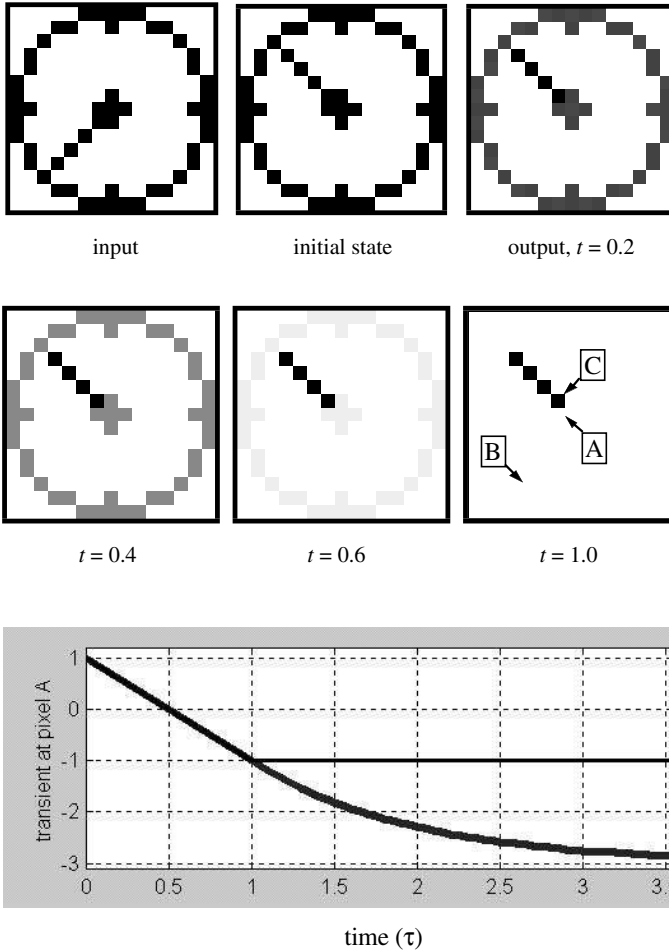 input initial state output, t = 0.2
C
B A
t = 0.4 t = 0.6 t = 1.0
transient at pixel A
1
0
-1
-2
-3
0 0.5 1 1.5 2 2.5 3 3.
time (τ)